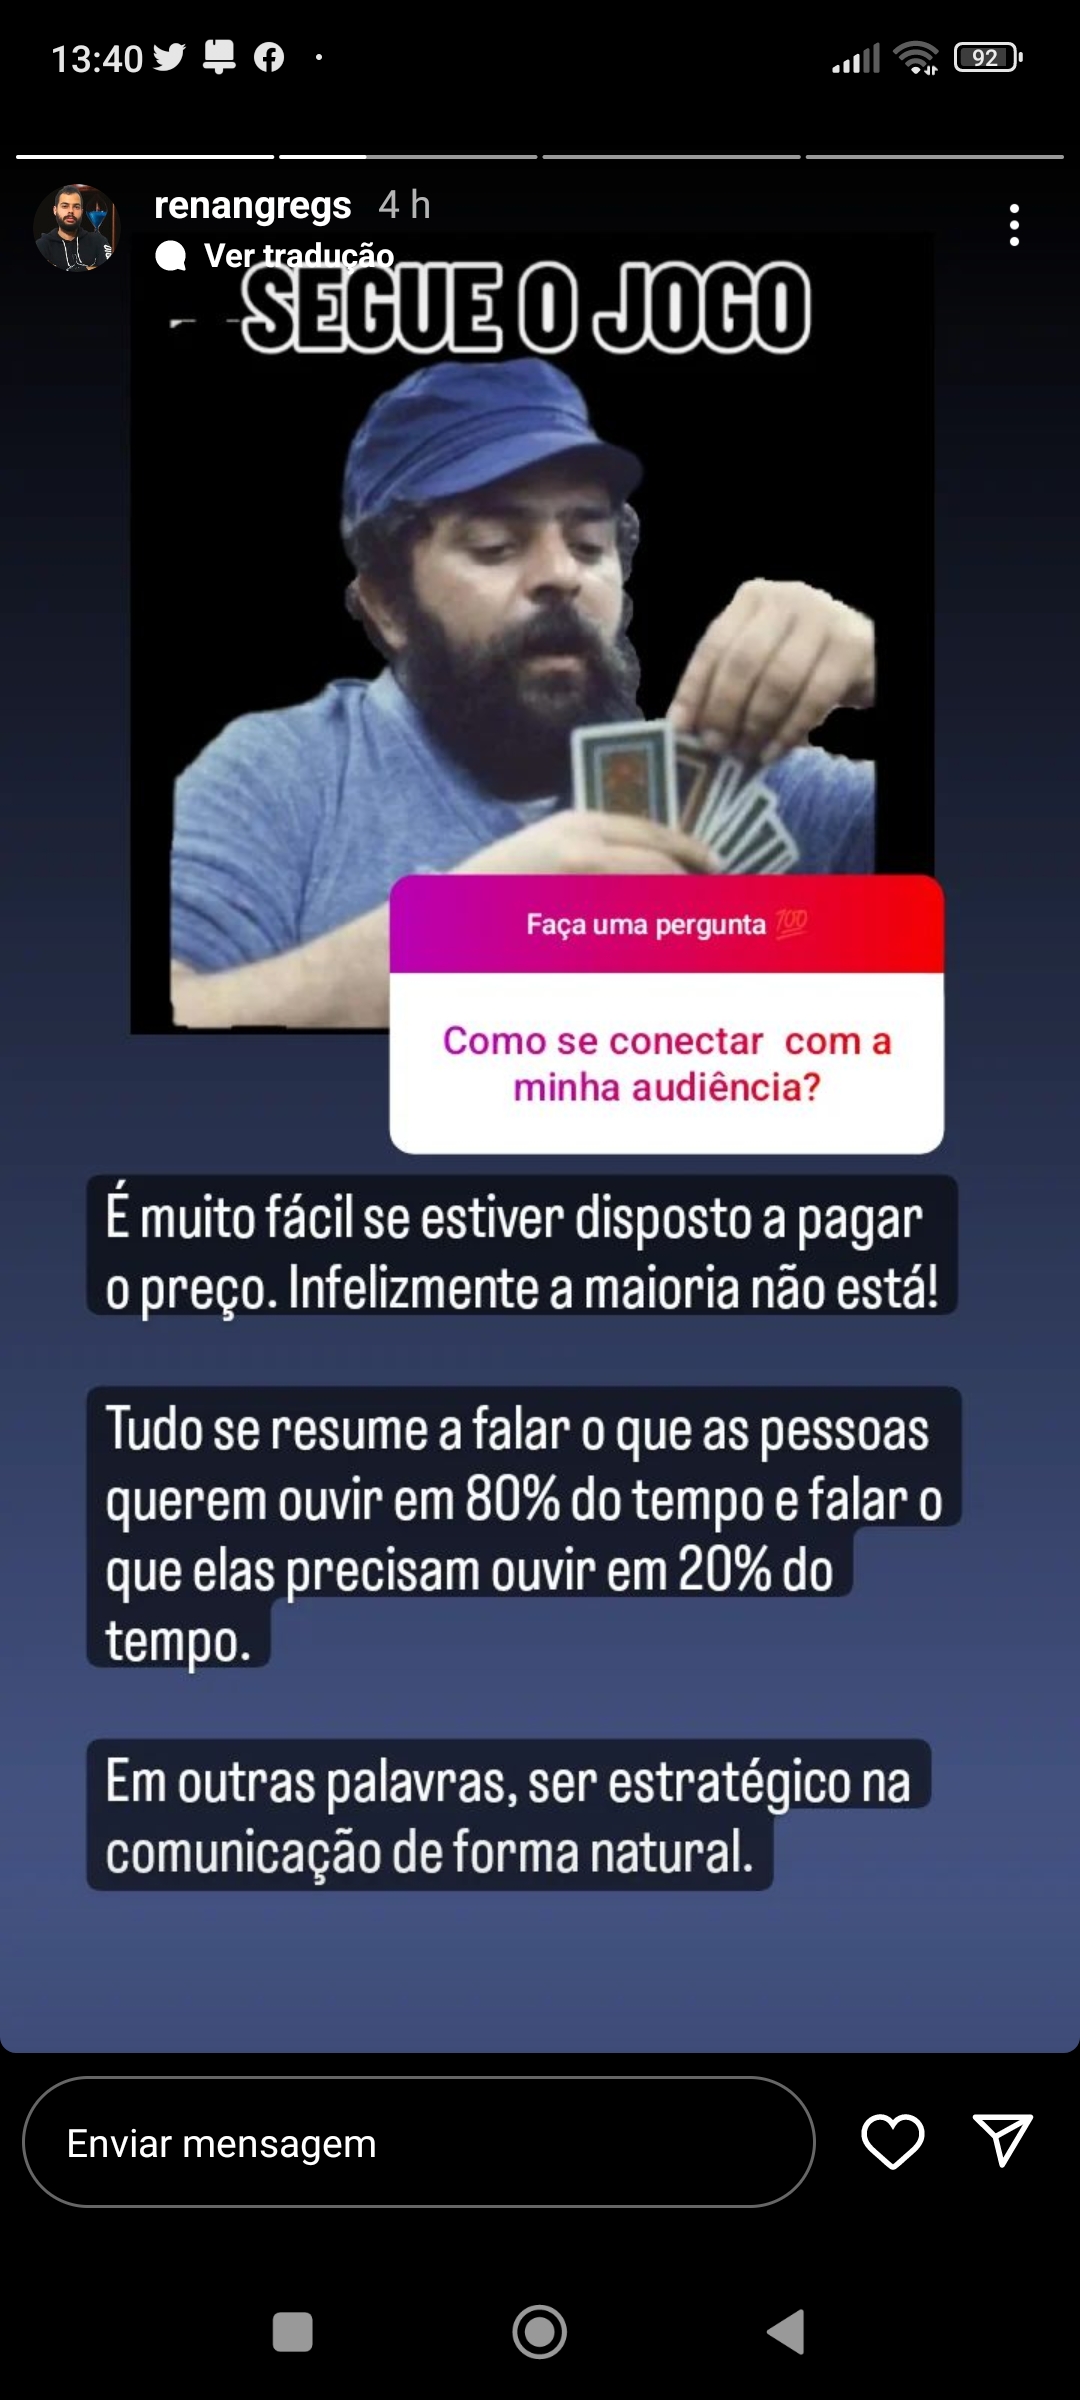 13:40
92
renangregs 4 h
Ver tradução
SEGUE O JOGO
Faça uma pergunta 💯
Como se conectar com a
minha audiência?
É muito fácil se estiver disposto a pagar
o preço. Infelizmente a maioria não está!
Tudo se resume a falar o que as pessoas
querem ouvir em 80% do tempo e falar o
que elas precisam ouvir em 20% do
tempo.
Em outras palavras, ser estratégico na
comunicação de forma natural.
Enviar mensagem